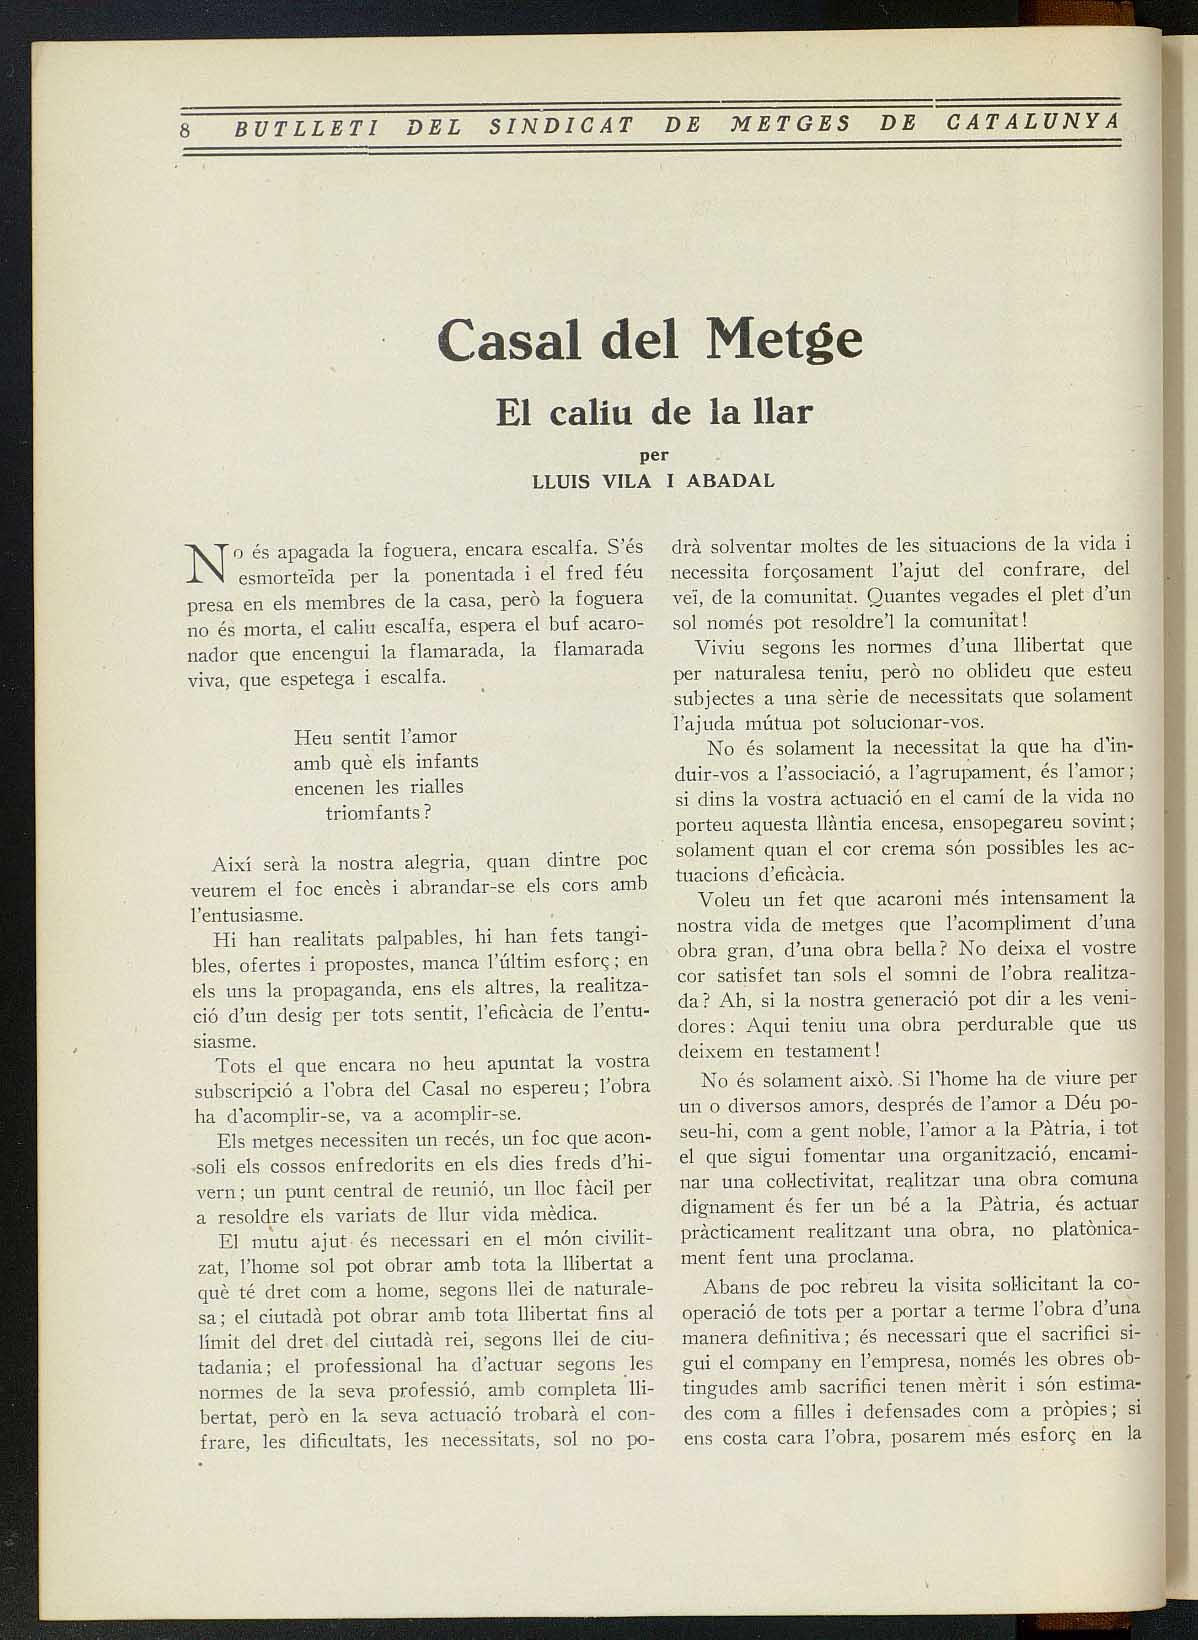 8 BUTLLETI DEL SINDICAT DE METGES DE CATALUNYA
Casal del Metge
El caliu de la llar
per
LLUIS VILA I ABADAL
No és apagada la foguera, encara escalfa. S'és
esmorteïda per la ponentada i el fred féu
presa en els membres de la casa, però la foguera
no és morta, el caliu escalfa, espera el buf acaro-
nador que encengui la flamarada, la flamarada
viva, que espetega i escalfa.
Heu sentit l'amor
amb què els infants
encenen les rialles
triomfants?
Així serà la nostra alegria, quan dintre poc
veurem el foc encès i abrandar-se els cors amb
l'entusiasme.
Hi han realitats palpables, hi han fets tangi-
bles, ofertes i propostes, manca l'últim esforç; en
els uns la propaganda, ens els altres, la realitza-
ció d'un desig per tots sentit, l'eficàcia de l'entu-
siasme.
Tots el que encara no heu apuntat la vostra
subscripció a l'obra del Casal no espereu; l'obra
ha d'acomplir-se, va a acomplir-se.
Els metges necessiten un recés, un foc que acon-
soli els cossos enfredorits en els dies freds d'hi-
vern; un punt central de reunió, un lloc fàcil per
a resoldre els variats de llur vida mèdica.
El mutu ajut és necessari en el món civilit-
zat, l'home sol pot obrar amb tota la llibertat a
què té dret com a home, segons llei de naturale-
sa; el ciutadà pot obrar amb tota llibertat fins al
límit del dret del ciutadà rei, segons llei de ciu-
tadania; el professional ha d'actuar segons les
normes de la seva professió, amb completa lli-
bertat, però en la seva actuació trobarà el con-
frare, les dificultats, les necessitats, sol no po-
drà solventar moltes de les situacions de la vida i
necessita forçosament l'ajut del confrare, del
veï, de la comunitat. Quantes vegades el plet d'un
sol només pot resoldre'l la comunitat!
Viviu segons les normes d'una llibertat que
per naturalesa teniu, però no oblideu que esteu
subjectes a una sèrie de necessitats que solament
l'ajuda mútua pot solucionar-vos.
No és solament la necessitat la que ha d'in-
duir-vos a l'associació, a l'agrupament, és l'amor;
si dins la vostra actuació en el camí de la vida no
porteu aquesta llàntia encesa, ensopegareu sovint;
solament quan el cor crema són possibles les ac-
tuacions d'eficàcia.
Voleu un fet que acaroni més intensament la
nostra vida de metges que l'acompliment d'una
obra gran, d'una obra bella? No deixa el vostre
cor satisfet tan sols el somni de l'obra realitza-
da? Ah, si la nostra generació pot dir a les veni-
dores: Aqui teniu una obra perdurable que us
deixem en testament!
No és solament això. Si l'home ha de viure per
un o diversos amors, després de l'amor a Déu po-
seu-hi, com a gent noble, l'amor a la Pàtria, i tot
el que sigui fomentar una organització, encami-
nar una col·lectivitat, realitzar una obra comuna
dignament és fer un bé a la Pàtria, és actuar
pràcticament realitzant una obra, no platònica-
ment fent una proclama.
Abans de poc rebreu la visita sol·licitant la co-
operació de tots per a portar a terme l'obra d'una
manera definitiva; és necessari que el sacrifici si-
gui el company en l'empresa, només les obres ob-
tingudes amb sacrifici tenen mèrit i són estima-
des com a filles i defensades com a pròpies; si
ens costa cara l'obra, posarem més esforç en la